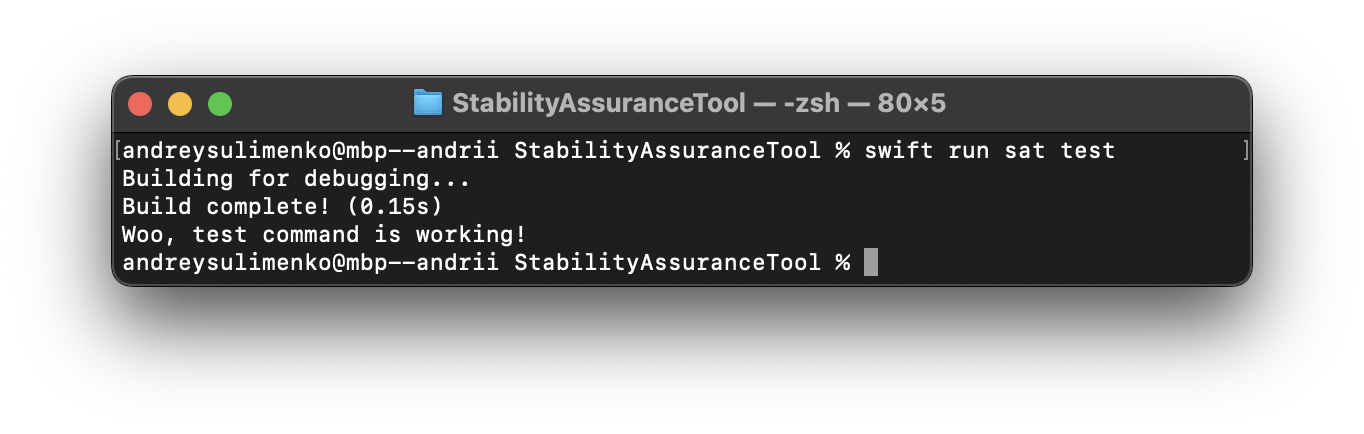 StabilityAssuranceTool — -zsh — 80×5
[andreysulimenko@mbp--andrii StabilityAssuranceTool % swift run sat test ]
Building for debugging...
Build complete! (0.15s)
Woo, test command is working!
andreysulimenko@mbp--andrii StabilityAssuranceTool %